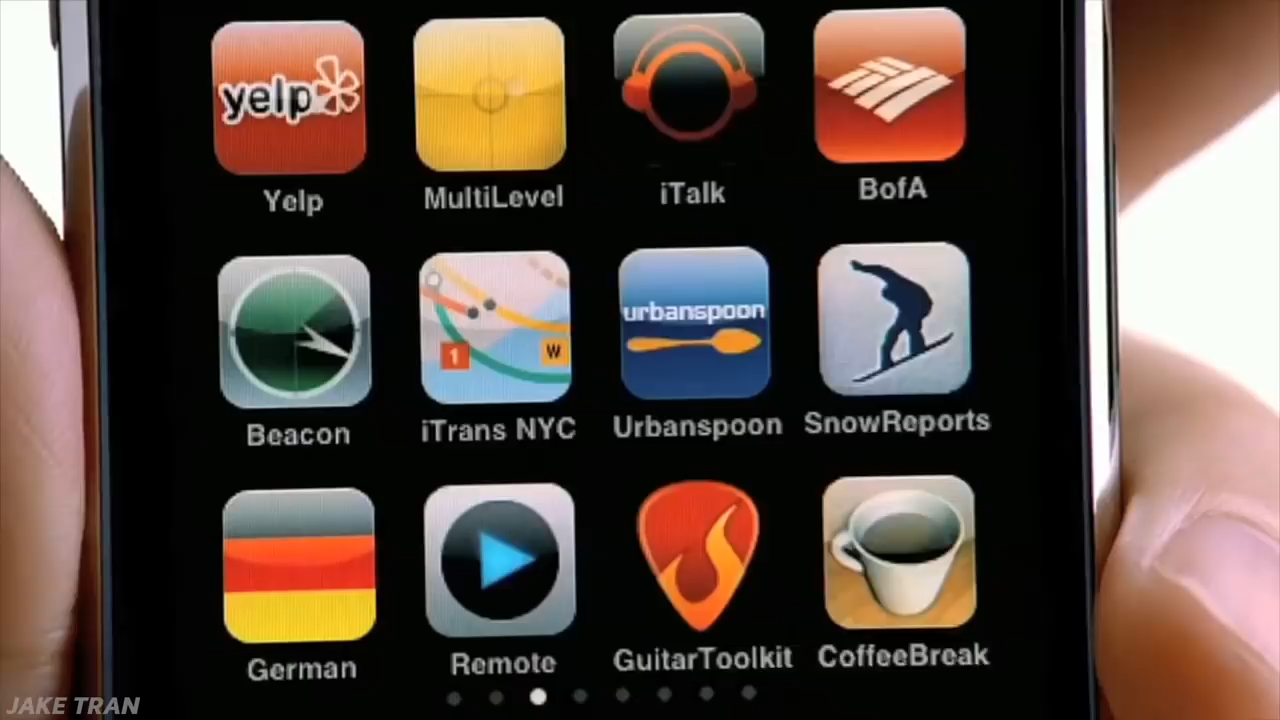 yelp
Yelp
MultiLevel
iTalk
BofA
1
W
urbanspoon
Beacon
iTrans NYC
Urbanspoon
SnowReports
German
Remote
GuitarToolkit
CoffeeBreak
JAKE TRAN